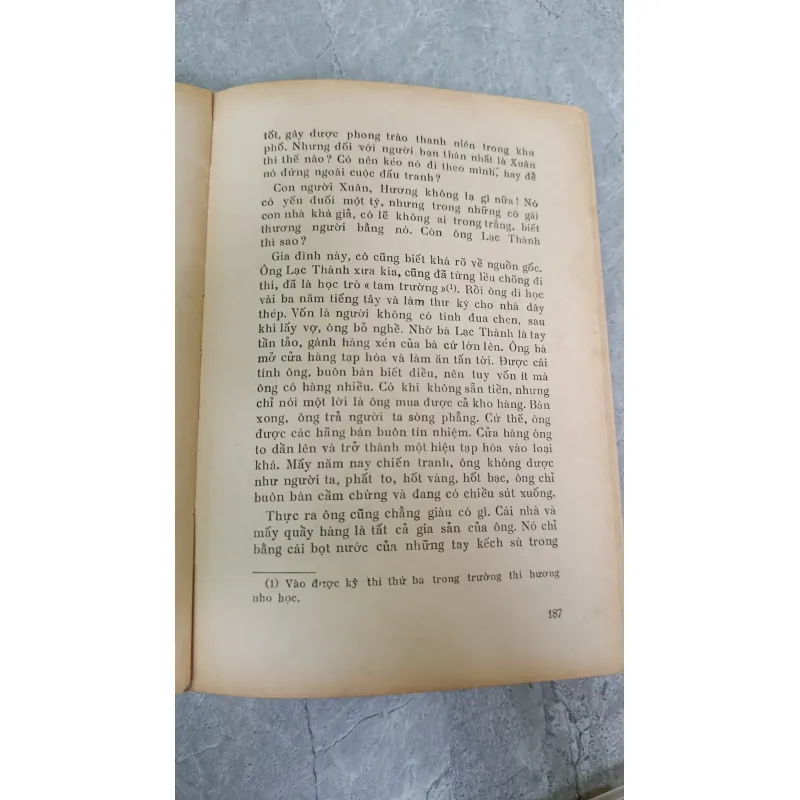 tốt, gây được phong trào thanh niên trong khu
phố. Nhưng đối với người bạn thân nhất là Xuân
thì thế nào? Có nên kéo nó đi theo mình, hay để
nó đứng ngoài cuộc đấu tranh?
Con người Xuân, Hương không lạ gì nữa! Nó
có yếu đuối một tý, nhưng trong những cô gái
con nhà khá giả, có lẽ không ai trong trắng, biết
thương người bằng nó. Còn ông Lạc Thành
thì sao?
Gia đình này, cô cũng biết khá rõ về nguồn gốc.
Ông Lạc Thành xưa kia, cũng đã từng lều chõng đi
thi, đã là học trò « tam trường »(1). Rồi ông đi học
vài ba năm tiếng tây và làm thư ký cho nhà dây
thép. Vốn là người không có tính đua chen, sau
khi lấy vợ, ông bỏ nghề. Nhờ bà Lạc Thành là tay
tần tảo, gánh hàng xén của bà cứ lớn lên. Ông bà
mở cửa hàng tạp hóa và làm ăn tấn tới. Được cái
tính ông, buôn bán biết điều, nên tuy vốn ít mà
ông có hàng nhiều. Có khi không sẵn tiền, nhưng
chỉ nói một lời là ông mua được cả kho hàng. Bán
xong, ông trả người ta sòng phẳng. Cứ thế, ông
được các hãng bán buôn tín nhiệm. Cửa hàng ông
to dần lên và trở thành một hiệu tạp hóa vào loại
khá. Mấy năm nay chiến tranh, ông không được
như người ta, phất to, hốt vàng, hốt bạc, ông chỉ
buôn bán cầm chừng và đang có chiều sút xuống.
Thực ra ông cũng chẳng giàu có gì. Cái nhà và
mấy quầy hàng là tất cả gia sản của ông. Nó chỉ
bằng cái bọt nước của những tay kếch sù trong
(1) Vào được kỳ thi thứ ba trong trường thi hương
nho học.
187